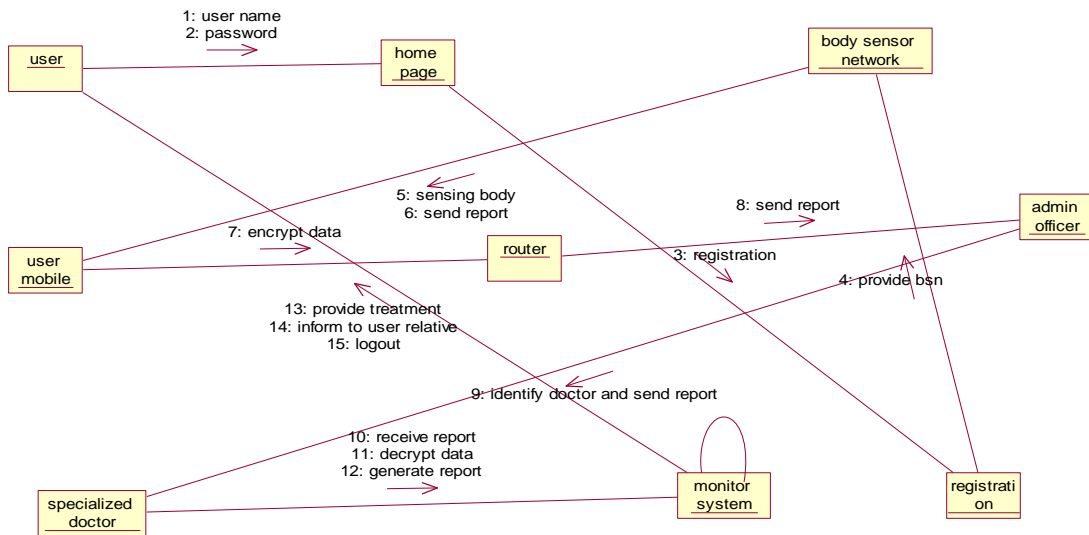 1: user name
2: password
user
home
page
body sensor
network
5: sensing body
6: send report
8: send report
admin
officer
7: encrypt data
user
mobile
router
3: registration
4: provide bsn
13: provide treatment
14: inform to user relative
15: logout
9: identify doctor and send report
10: receive report
11: decrypt data
12: generate report
specialized
doctor
monitor
system
registrati
on